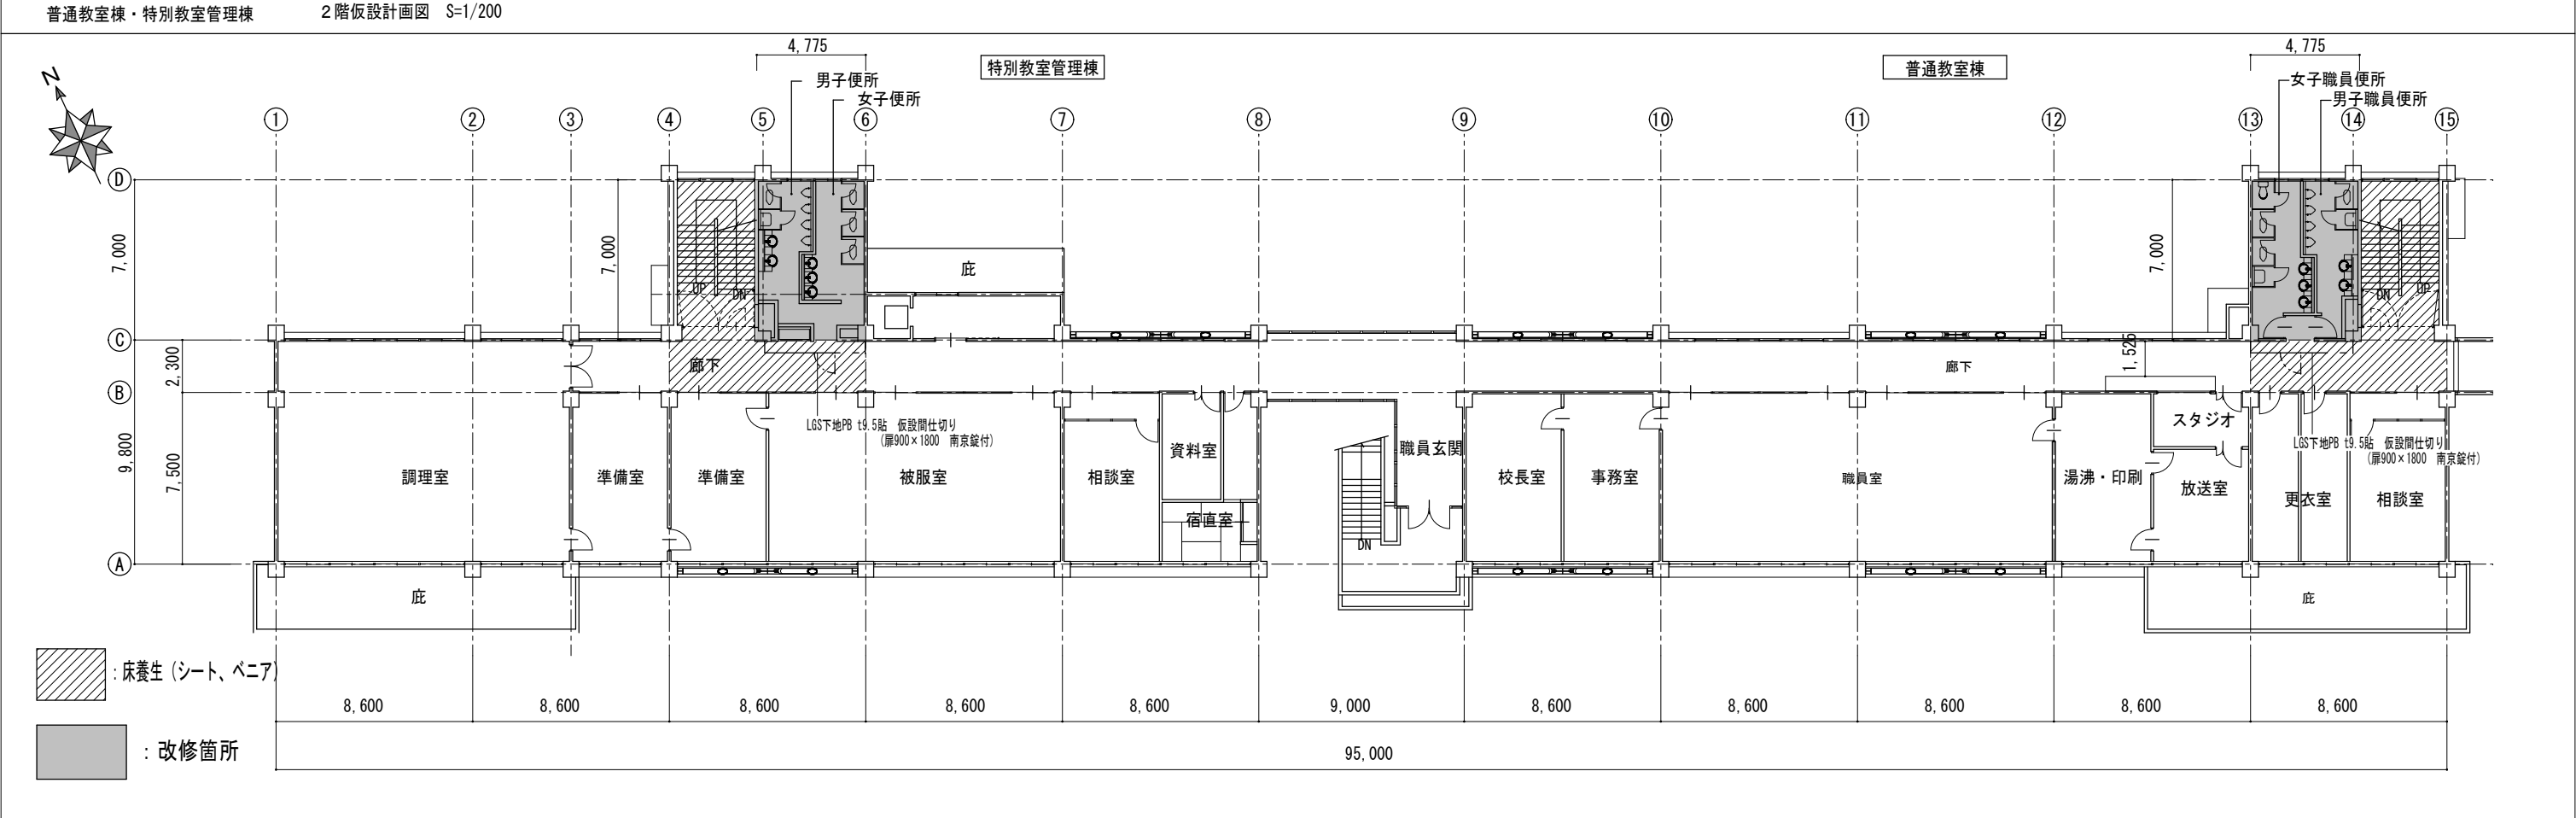 普通教室棟・特別教室管理棟　２階仮設計画図　S=1/200
4,775
特別教室管理棟
普通教室棟
4,775
男子便所
女子便所
女子職員便所
男子職員便所
N
1
2
3
4
5
6
7
8
9
10
11
12
13
14
15
D
7,000
7,000
7,000
庇
UP
DN
DN
UP
C
2,300
廊下
廊下
1,525
B
9,800
7,500
LGS下地PB t9.5貼　仮設間仕切り
（扉900×1800　南京錠付）
スタジオ
LGS下地PB t9.5貼　仮設間仕切り
（扉900×1800　南京錠付）
調理室
準備室
準備室
被服室
相談室
資料室
宿直室
職員玄関
DN
校長室
事務室
職員室
湯沸・印刷
放送室
更衣室
相談室
A
庇
庇
：床養生（シート、ベニア）
8,600
8,600
8,600
8,600
8,600
9,000
8,600
8,600
8,600
8,600
8,600
：改修箇所
95,000